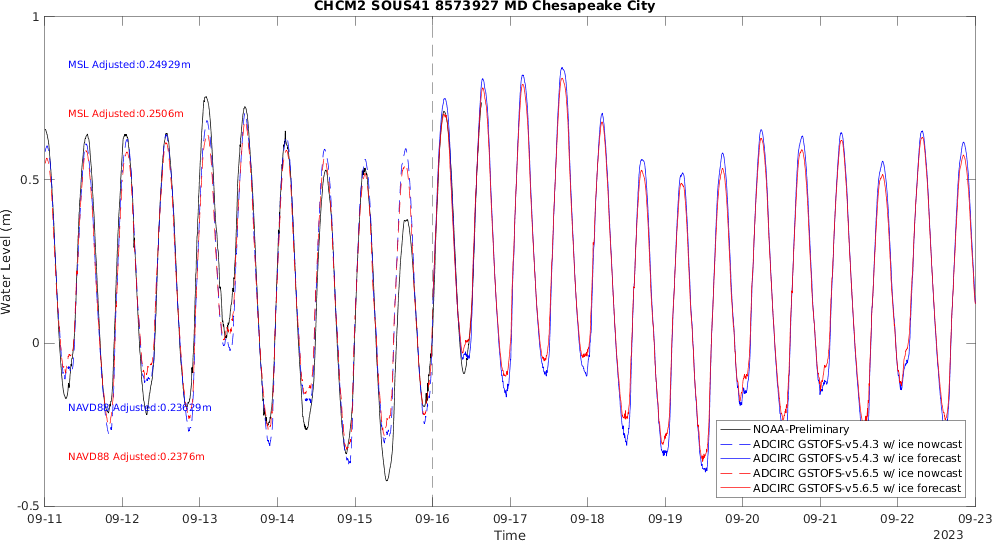 CHCM2 SOUS41 8573927 MD Chesapeake City
1
MSL Adjusted:0.24929m
MSL Adjusted:0.2506m
0.5
Water Level (m)
0
NAVD88 Adjusted:0.23629m
NAVD88 Adjusted:0.2376m
NOAA-Preliminary
ADCIRC GSTOFS-v5.4.3 w/ ice nowcast
ADCIRC GSTOFS-v5.4.3 w/ ice forecast
ADCIRC GSTOFS-v5.6.5 w/ ice nowcast
ADCIRC GSTOFS-v5.6.5 w/ ice forecast
-0.5
09-11 09-12 09-13 09-14 09-15 09-16 09-17 09-18 09-19 09-20 09-21 09-22 09-23
Time
2023